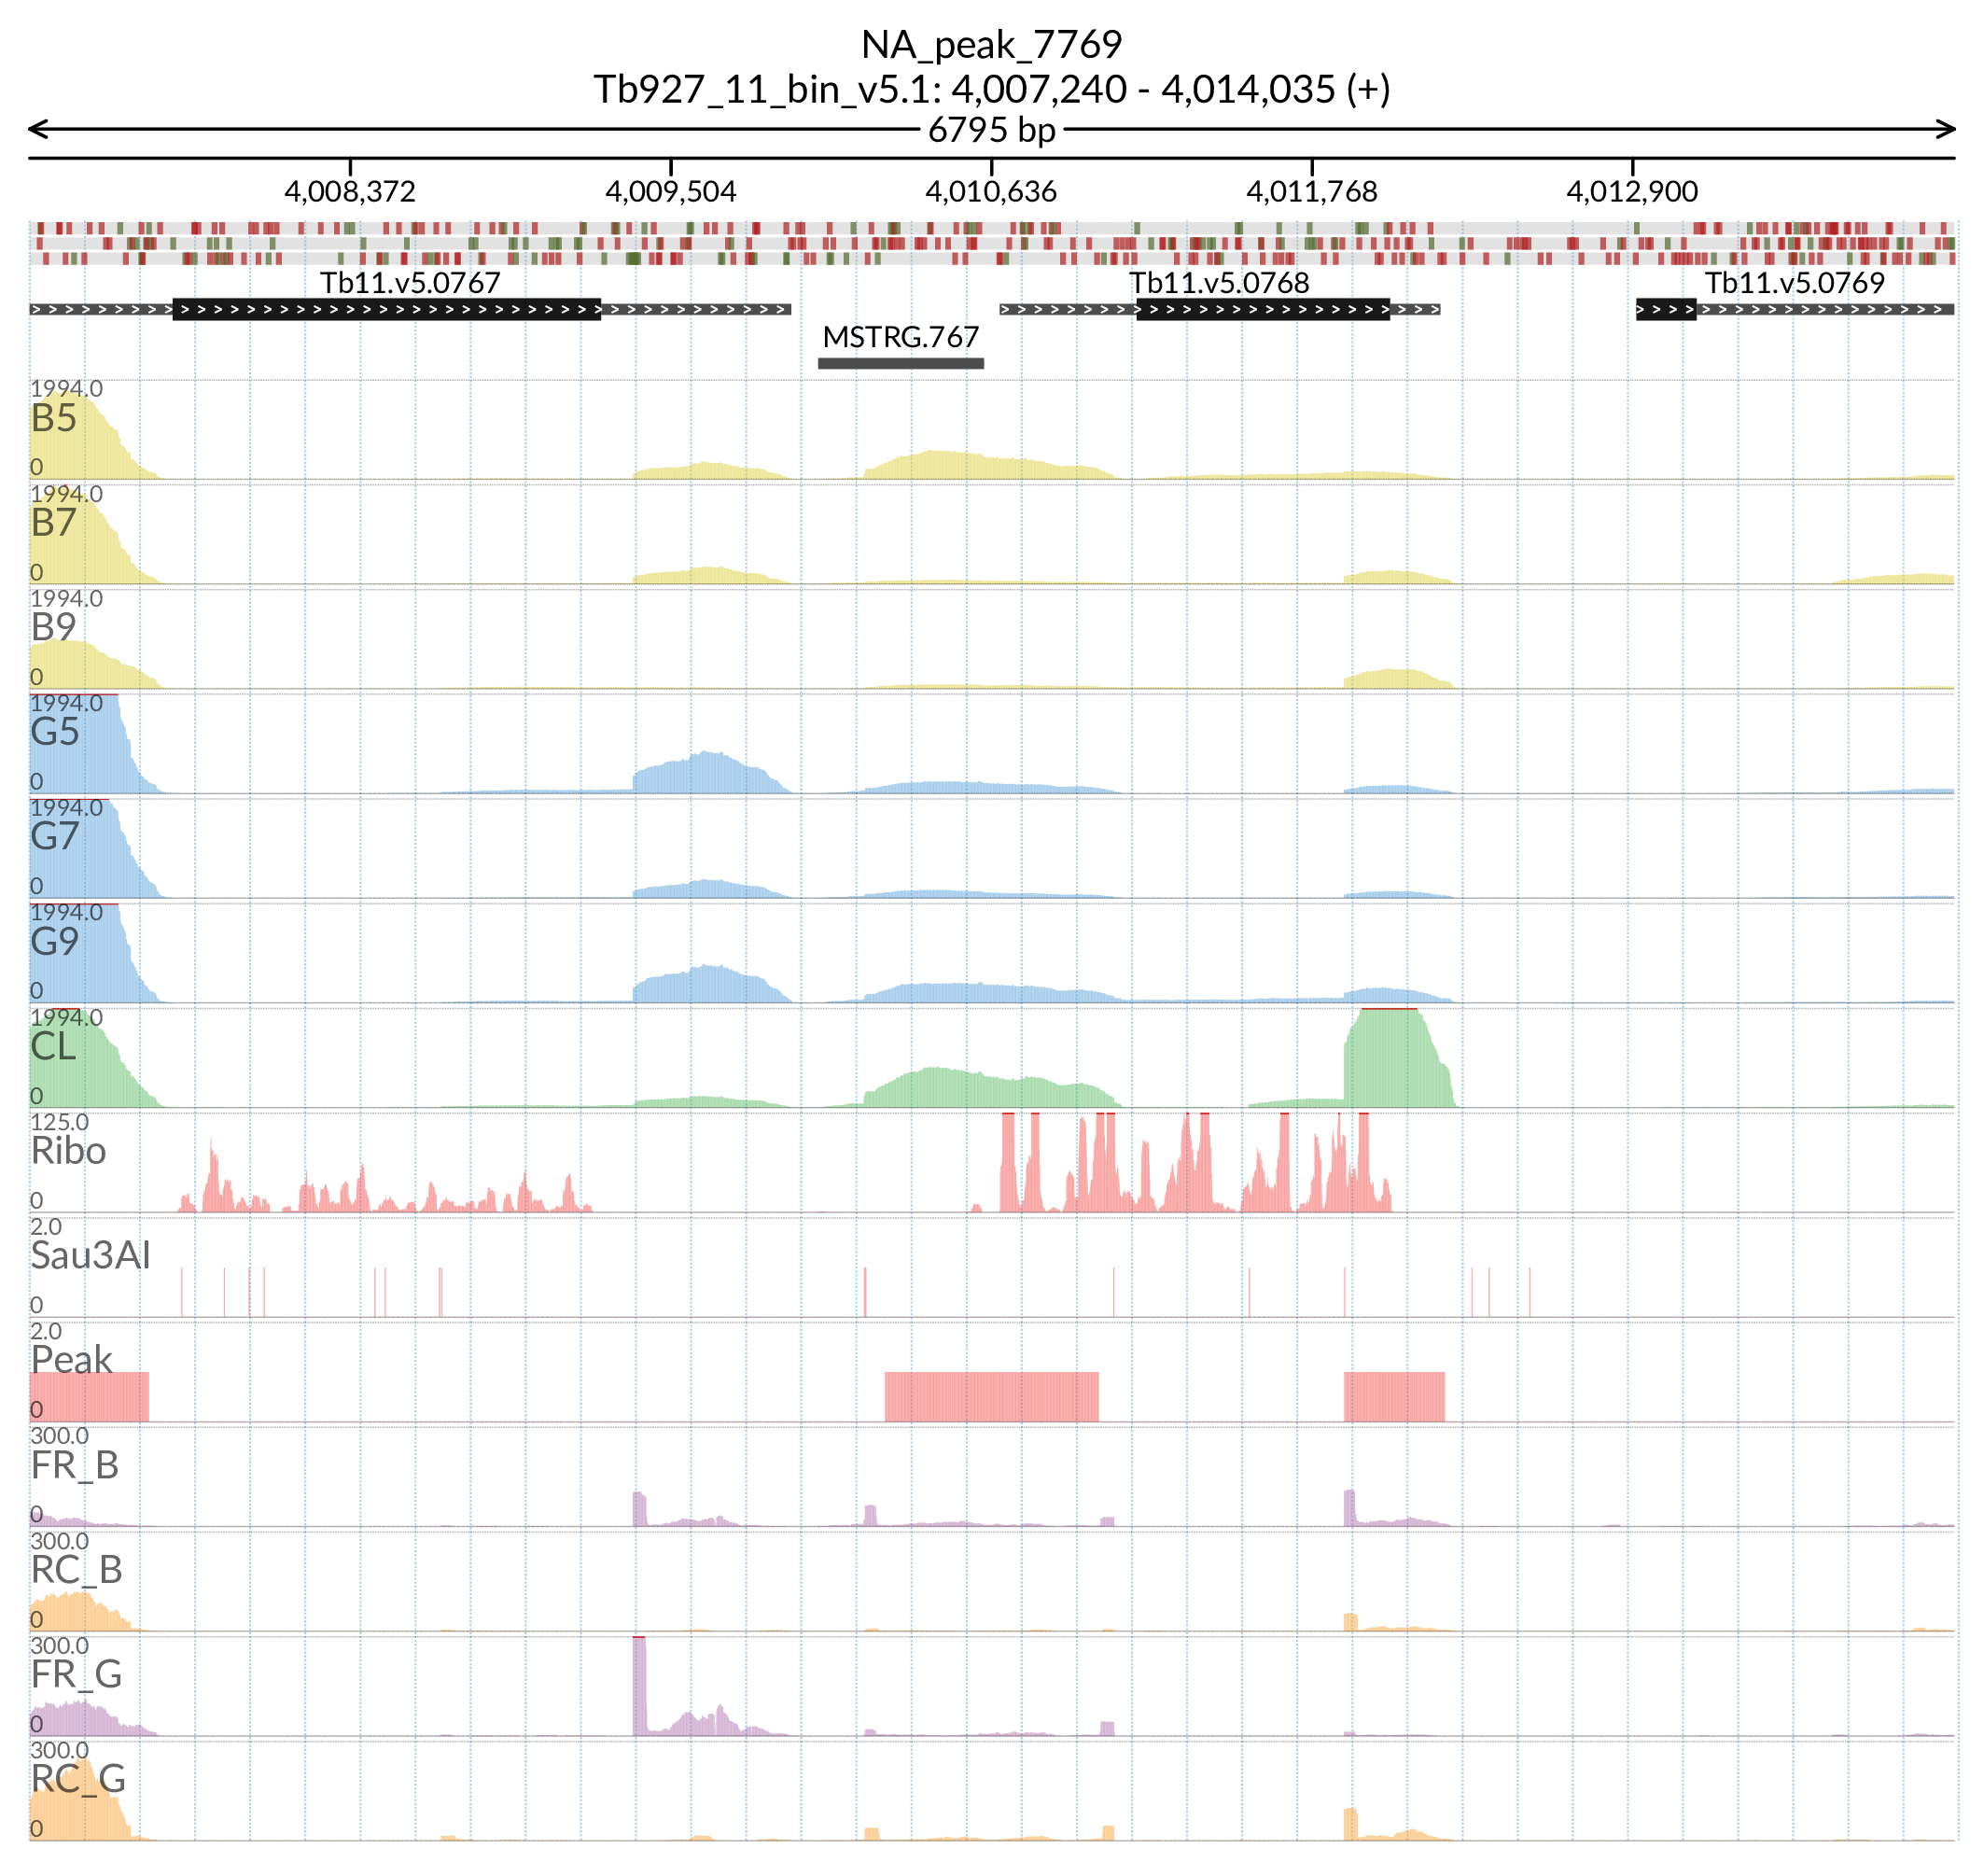 NA_peak_7769
Tb927_11_bin_v5.1: 4,007,240 - 4,014,035 (+)
6795 bp
4,008,372 4,009,504 4,010,636 4,011,768 4,012,900
Tb11.v5.0767 Tb11.v5.0768 Tb11.v5.0769
MSTRG.767
1994.0
B5
0
1994.0
B7
0
1994.0
B9
0
1994.0
G5
0
1994.0
G7
0
1994.0
G9
0
1994.0
CL
0
125.0
Ribo
0
2.0
Sau3AI
0
2.0
Peak
0
300.0
FR_B
0
300.0
RC_B
0
300.0
FR_G
0
300.0
RC_G
0